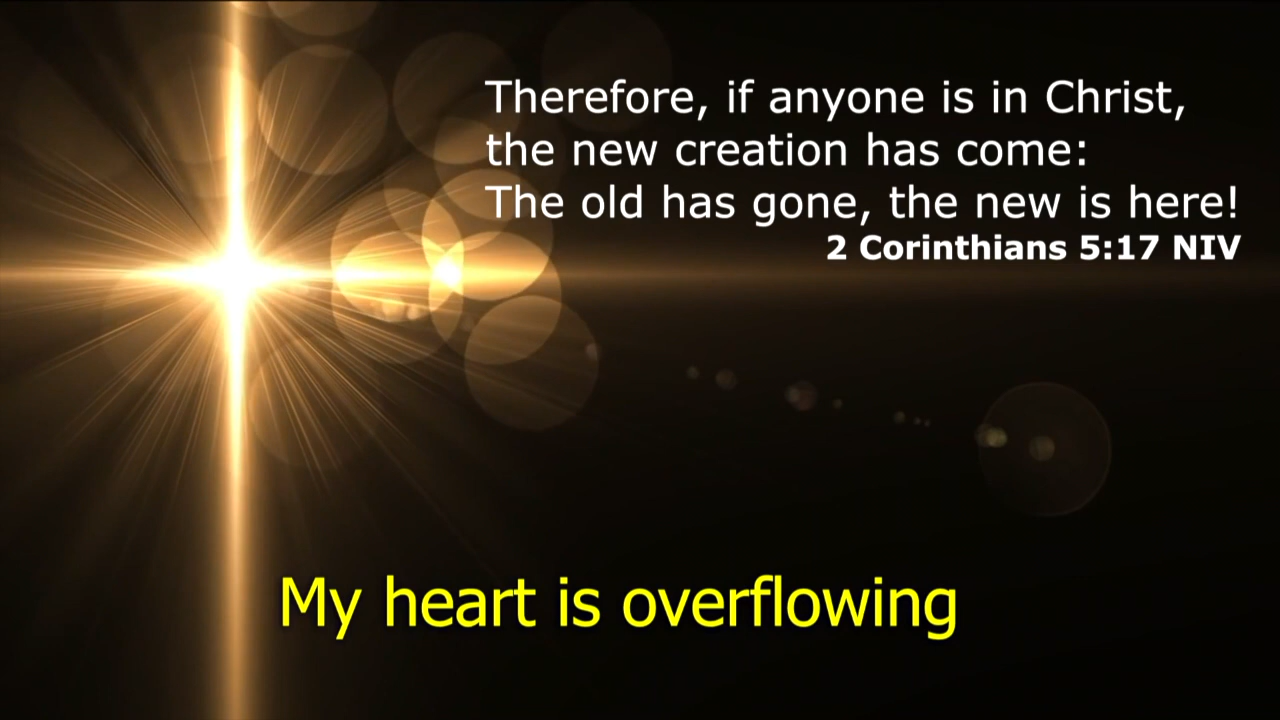 Therefore, if anyone is in Christ,
the new creation has come:
The old has gone, the new is here!
2 Corinthians 5:17 NIV
My heart is overflowing